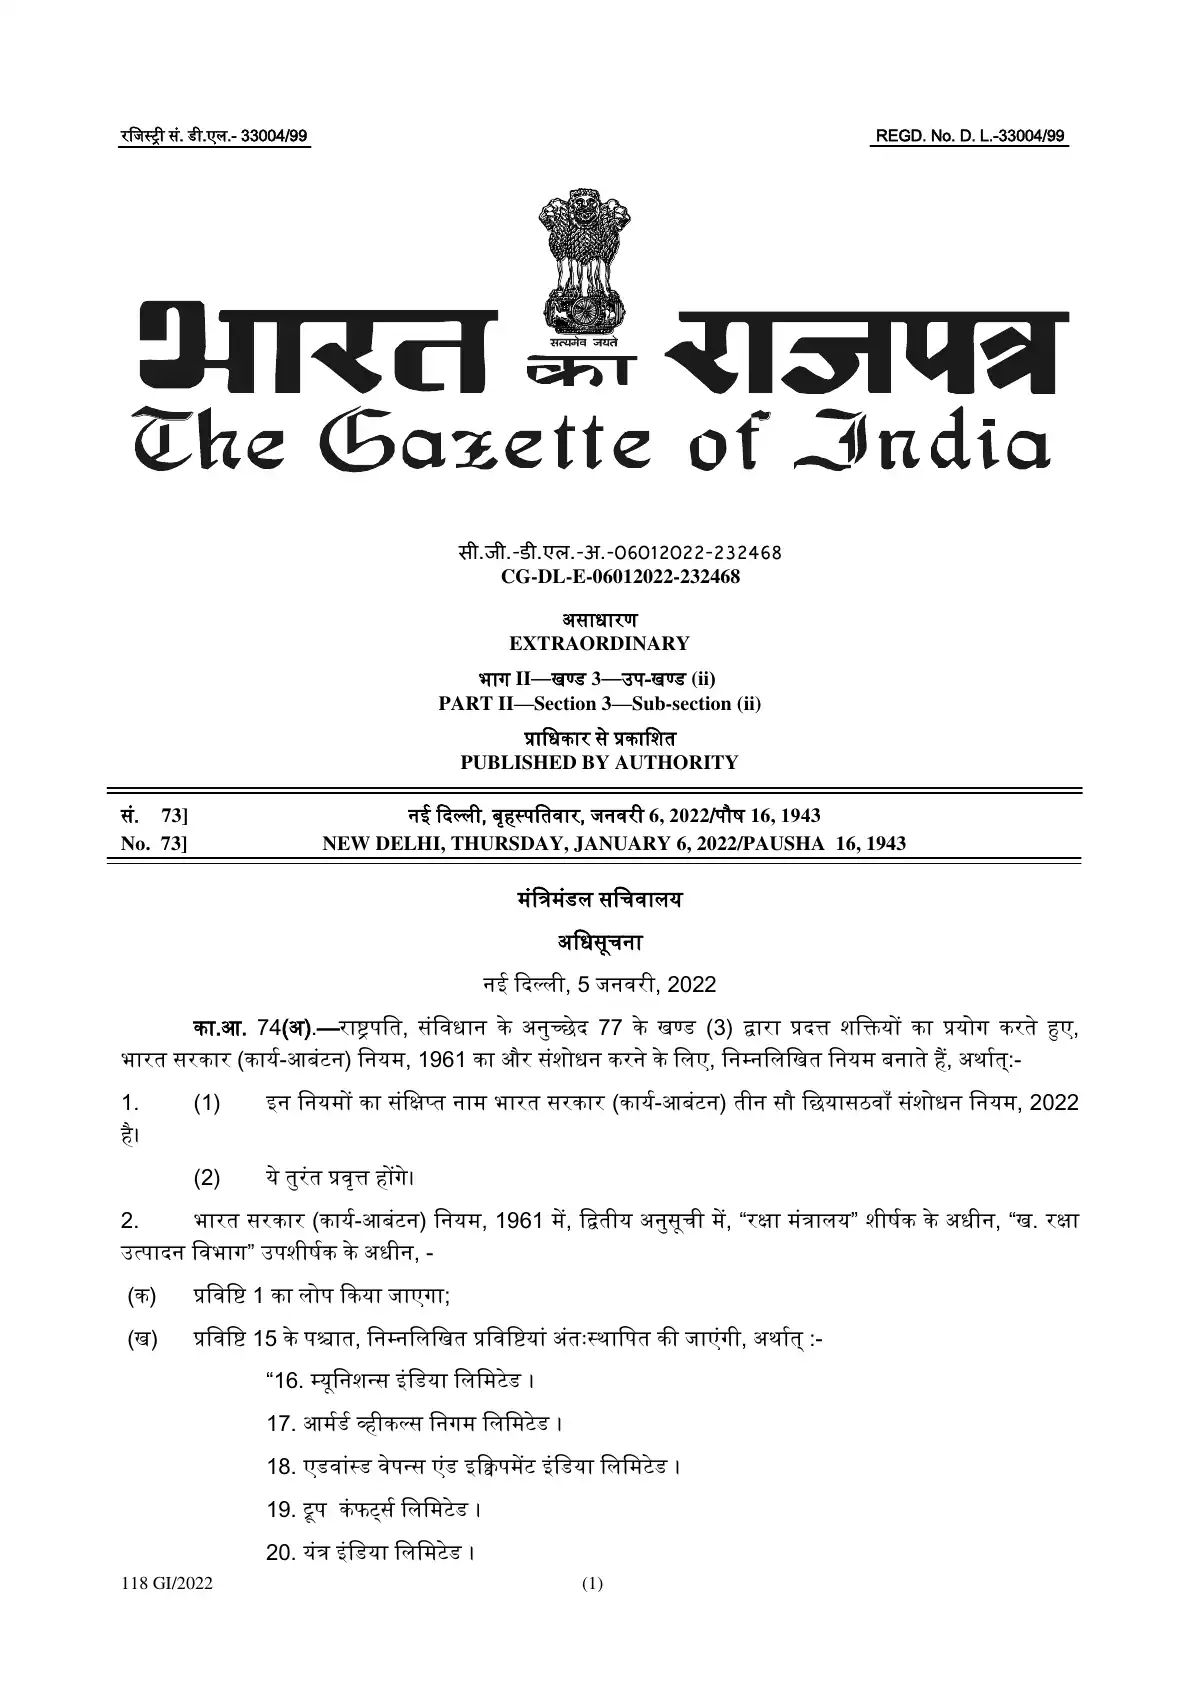 रजिस्ट्री सं. डी.एल.- 33004/99
REGD. No. D. L.-33004/99
सत्यमेव जयते
भारत का राजपत्र
The Gazette of India
सी.जी.-डी.एल.-अ.-06012022-232468
CG-DL-E-06012022-232468
असाधारण
EXTRAORDINARY
भाग II—खण्ड 3—उप-खण्ड (ii)
PART II—Section 3—Sub-section (ii)
प्राधिकार से प्रकाशित
PUBLISHED BY AUTHORITY
सं. 73] नई दिल्ली, बृहस्पतिवार, जनवरी 6, 2022/पौष 16, 1943
No. 73] NEW DELHI, THURSDAY, JANUARY 6, 2022/PAUSHA 16, 1943
मंत्रिमंडल सचिवालय
अधिसूचना
नई दिल्ली, 5 जनवरी, 2022
का.आ. 74(अ).—राष्ट्रपति, संविधान के अनुच्छेद 77 के खण्ड (3) द्वारा प्रदत्त शक्तियों का प्रयोग करते हुए,
भारत सरकार (कार्य-आबंटन) नियम, 1961 का और संशोधन करने के लिए, निम्नलिखित नियम बनाते हैं, अर्थात्:-
1. (1) इन नियमों का संक्षिप्त नाम भारत सरकार (कार्य-आबंटन) तीन सौ छियासठवाँ संशोधन नियम, 2022
है।
(2) ये तुरंत प्रवृत्त होंगे।
2. भारत सरकार (कार्य-आबंटन) नियम, 1961 में, द्वितीय अनुसूची में, “रक्षा मंत्रालय” शीर्षक के अधीन, “ख. रक्षा
उत्पादन विभाग” उपशीर्षक के अधीन, -
(क) प्रविष्टि 1 का लोप किया जाएगा;
(ख) प्रविष्टि 15 के पश्चात, निम्नलिखित प्रविष्टियां अंतःस्थापित की जाएंगी, अर्थात् :-
“16. म्यूनिशन्स इंडिया लिमिटेड ।
17. आर्मर्ड व्हीकल्स निगम लिमिटेड ।
18. एडवांस्ड वेपन्स एंड इक्विपमेंट इंडिया लिमिटेड ।
19. ट्रूप कंफर्ट्स लिमिटेड ।
20. यंत्र इंडिया लिमिटेड ।
118 GI/2022 (1)